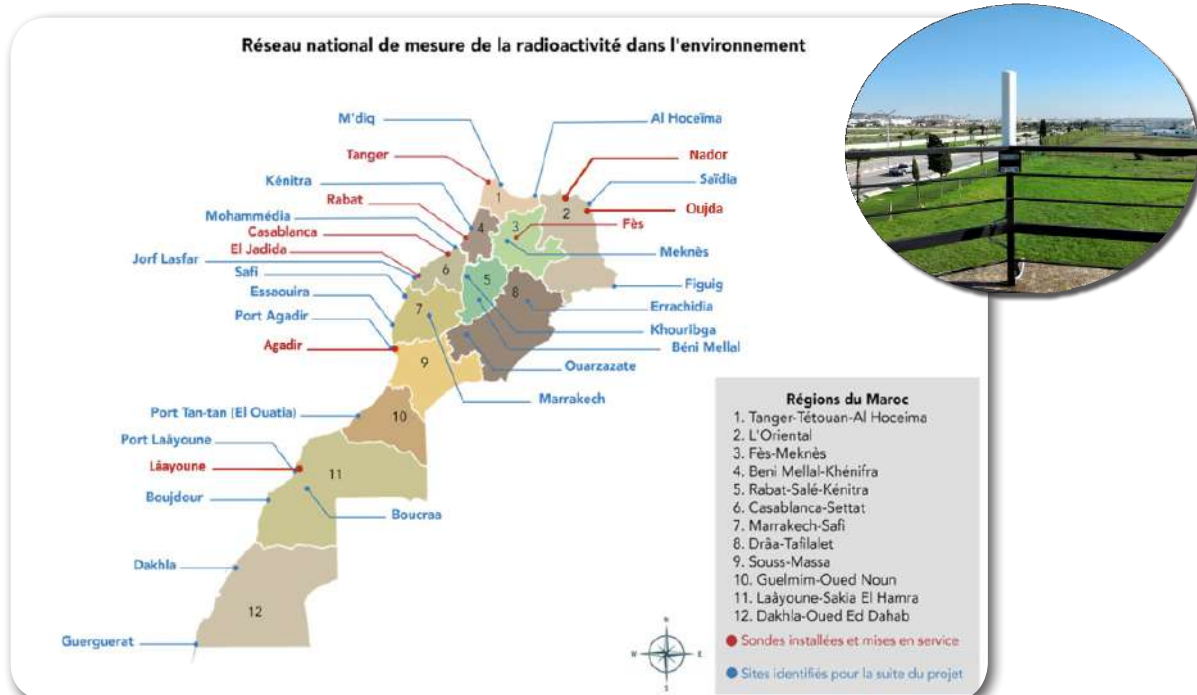 Réseau national de mesure de la radioactivité dans l'environnement
M'diq
Al Hoceïma
Tanger
Nador
Kénitra
Saïdia
Rabat
Oujda
Mohammédia
Fès
Casablanca
El Jadida
Meknès
Jorf Lasfar
Safi
Figuig
Essaouira
Errachidia
Port Agadir
Khouribga
Agadir
Béni Mellal
Ouarzazate
Marrakech
Port Tan-tan (El Ouatia)
Port Laâyoune
Lâayoune
Boujdour
Boucraa
Dakhla
Guerguerat
1
2
3
4
5
6
7
8
9
10
11
12
N
W
E
S
Régions du Maroc
1. Tanger-Tétouan-Al Hoceima
2. L'Oriental
3. Fès-Meknès
4. Beni Mellal-Khénifra
5. Rabat-Salé-Kénitra
6. Casablanca-Settat
7. Marrakech-Safi
8. Drâa-Tafilalet
9. Souss-Massa
10. Guelmim-Oued Noun
11. Laâyoune-Sakia El Hamra
12. Dakhla-Oued Ed Dahab
Sondes installées et mises en service
Sites identifiés pour la suite du projet